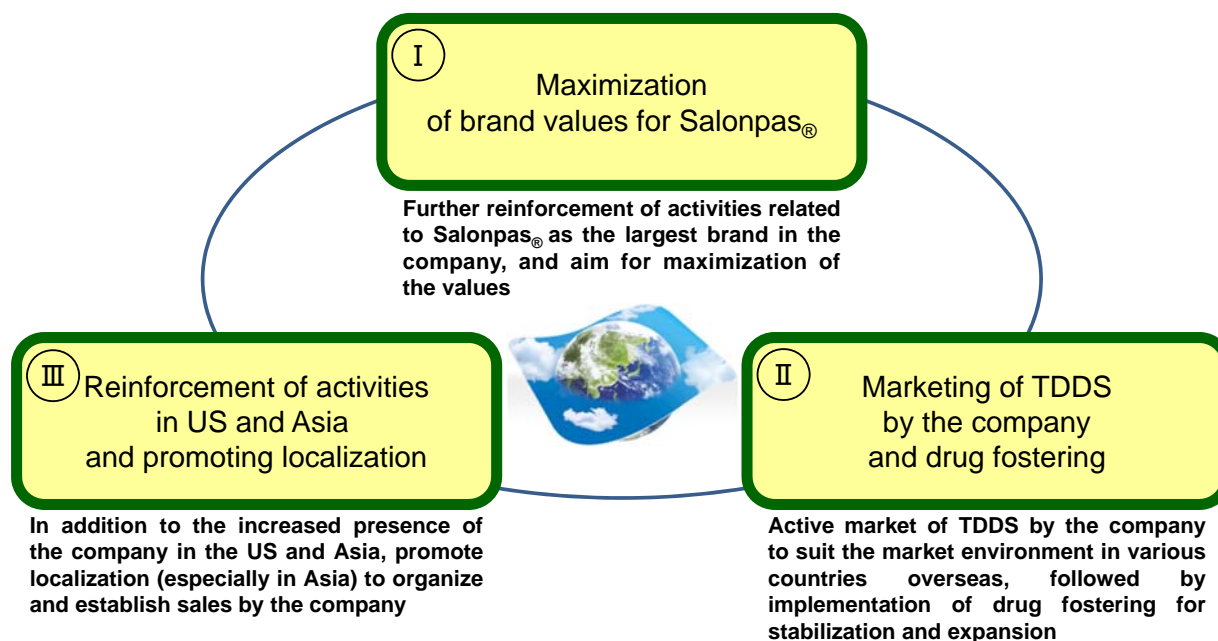 Ⅰ
Maximization
of brand values for Salonpas®
Further reinforcement of activities related
to Salonpas® as the largest brand in the
company, and aim for maximization of
the values
Ⅱ
Marketing of TDDS
by the company
and drug fostering
Active market of TDDS by the company
to suit the market environment in various
countries overseas, followed by
implementation of drug fostering for
stabilization and expansion
Ⅲ
Reinforcement of activities
in US and Asia
and promoting localization
In addition to the increased presence of
the company in the US and Asia, promote
localization (especially in Asia) to organize
and establish sales by the company